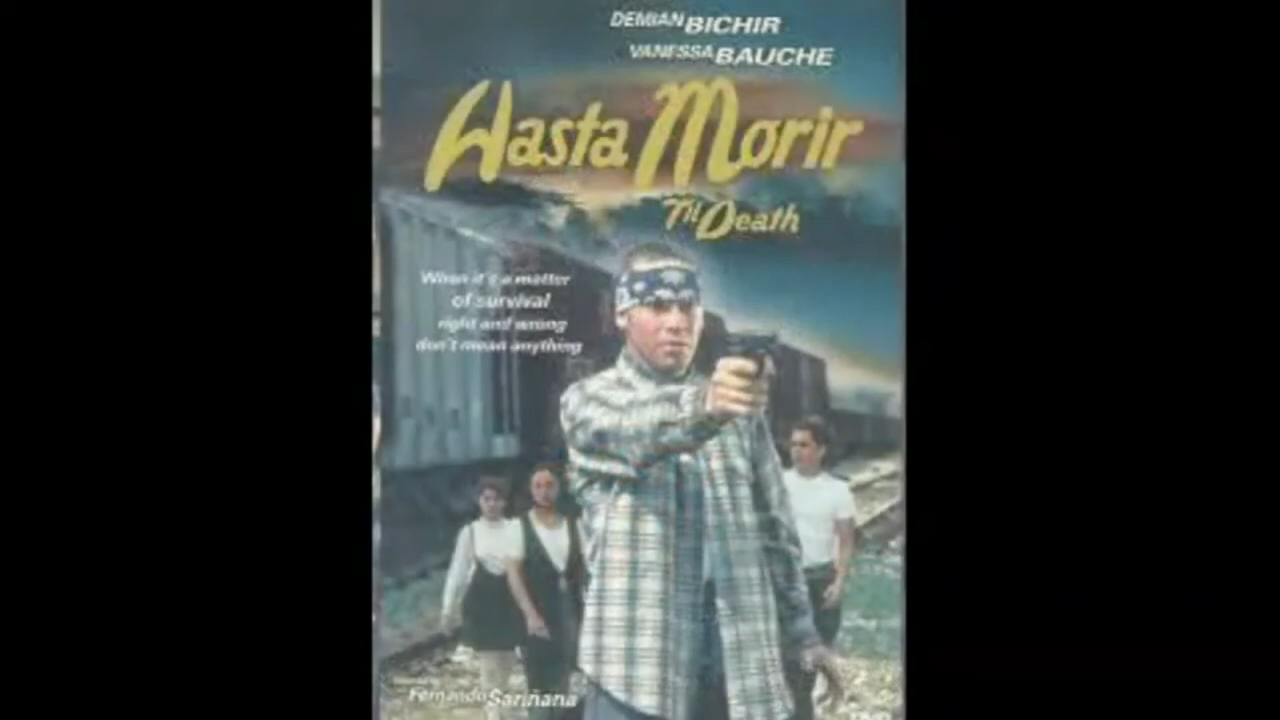 DEMIAN BICHIR
VANESSA BAUCHE
Hasta Morir
'Til Death
When it's a matter
of survival
right and wrong
don't mean anything
Fernando Sariñana